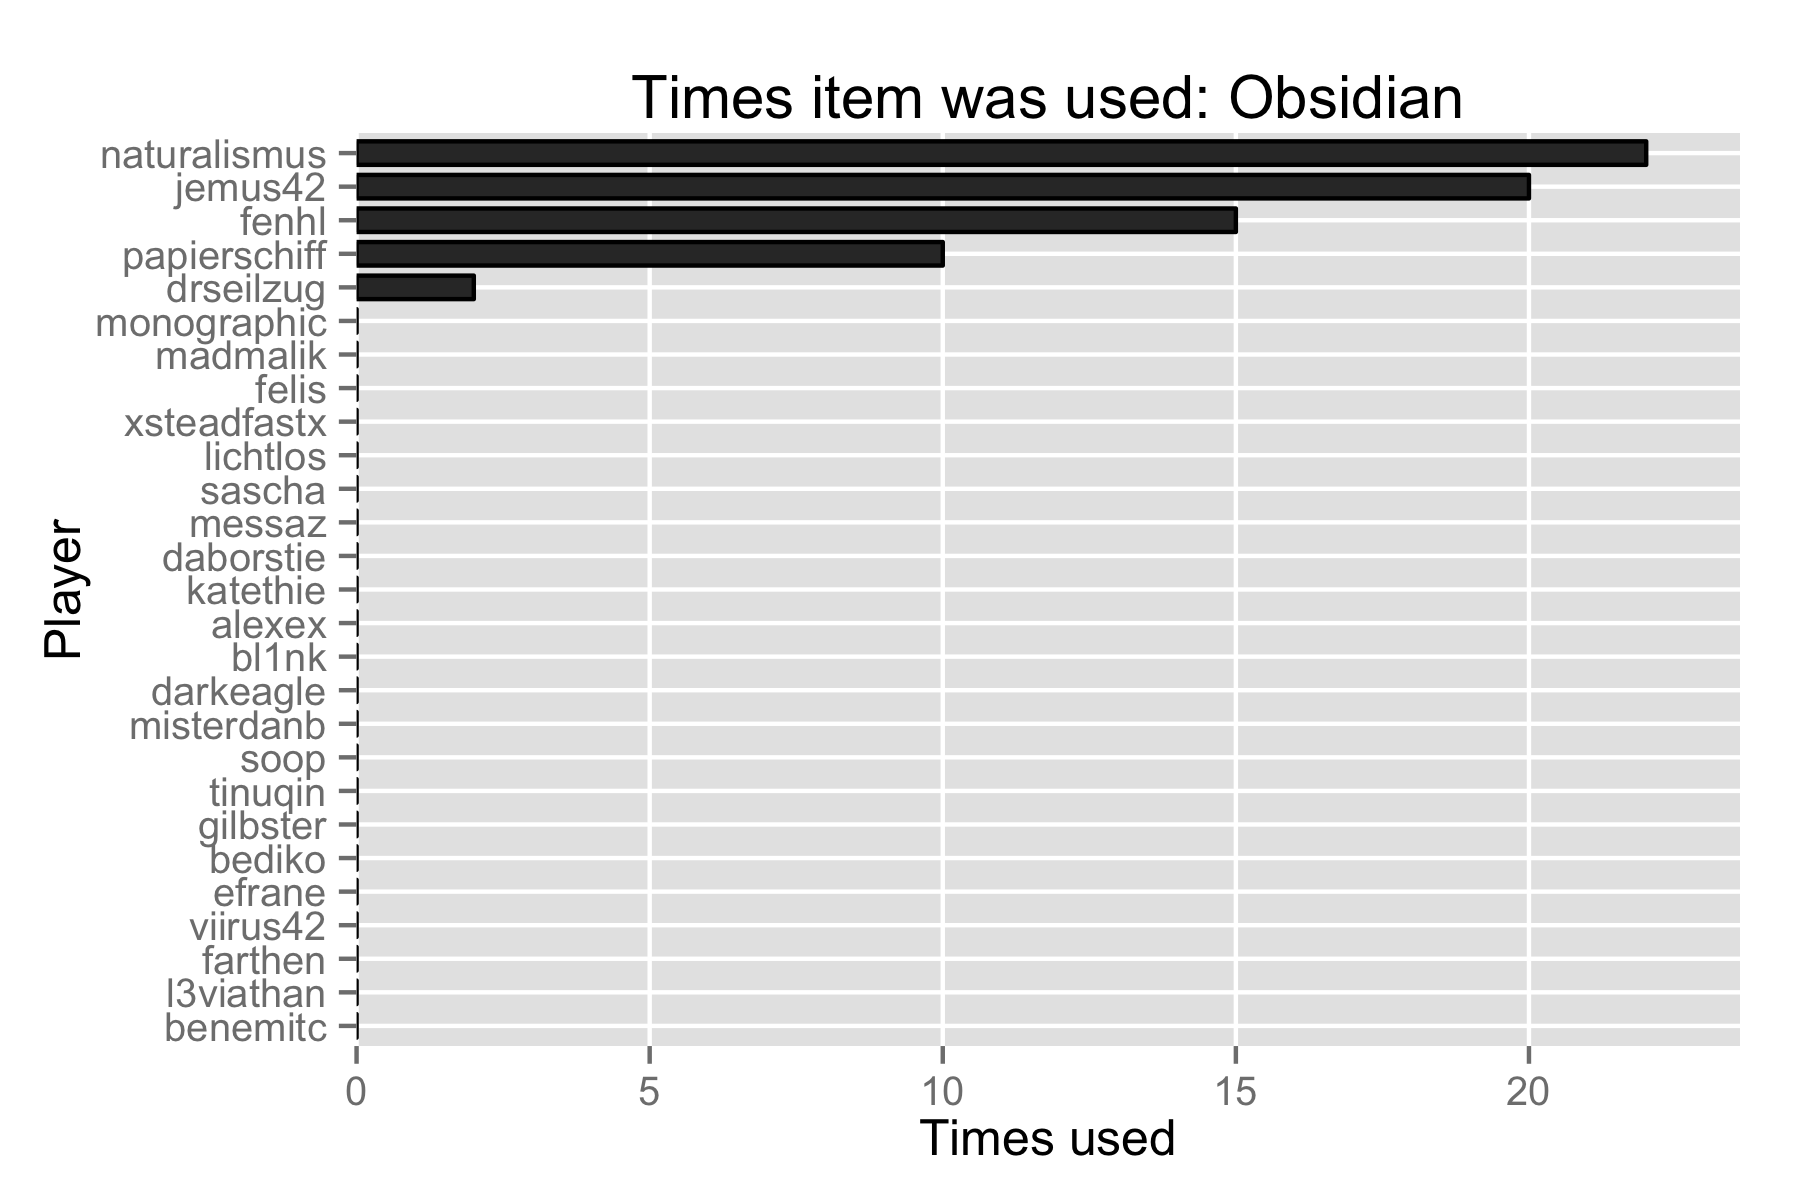 Times item was used: Obsidian
naturalismus
jemus42
fenhl
papierschiff
drseilzug
monographic
madmalik
felis
xsteadfastx
lichtlos
sascha
messaz
daborstie
katethie
alexex
bl1nk
darkeagle
misterdanb
soop
tinuqin
gilbster
bediko
efrane
viirus42
farthen
l3viathan
benemitc
Player
0 5 10 15 20
Times used